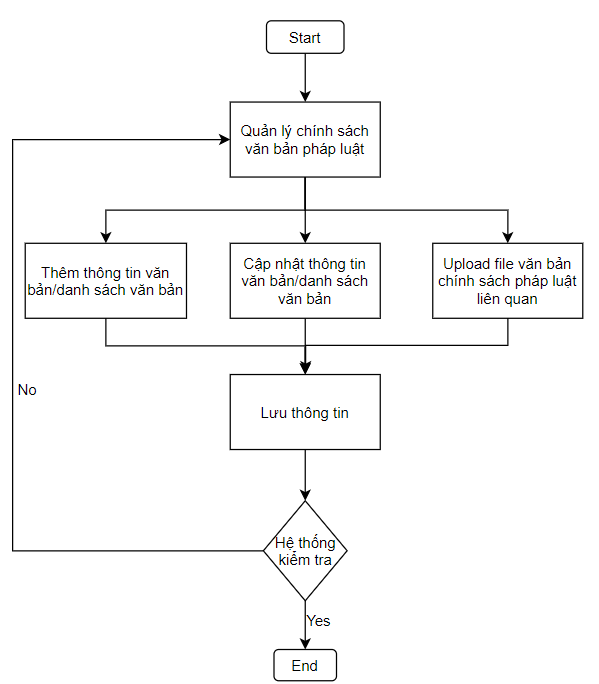 Start
Quản lý chính sách
văn bản pháp luật
Thêm thông tin văn
bản/danh sách văn bản
Cập nhật thông tin
văn bản/danh sách
văn bản
Upload file văn bản
chính sách pháp luật
liên quan
No
Lưu thông tin
Hệ thống
kiểm tra
Yes
End